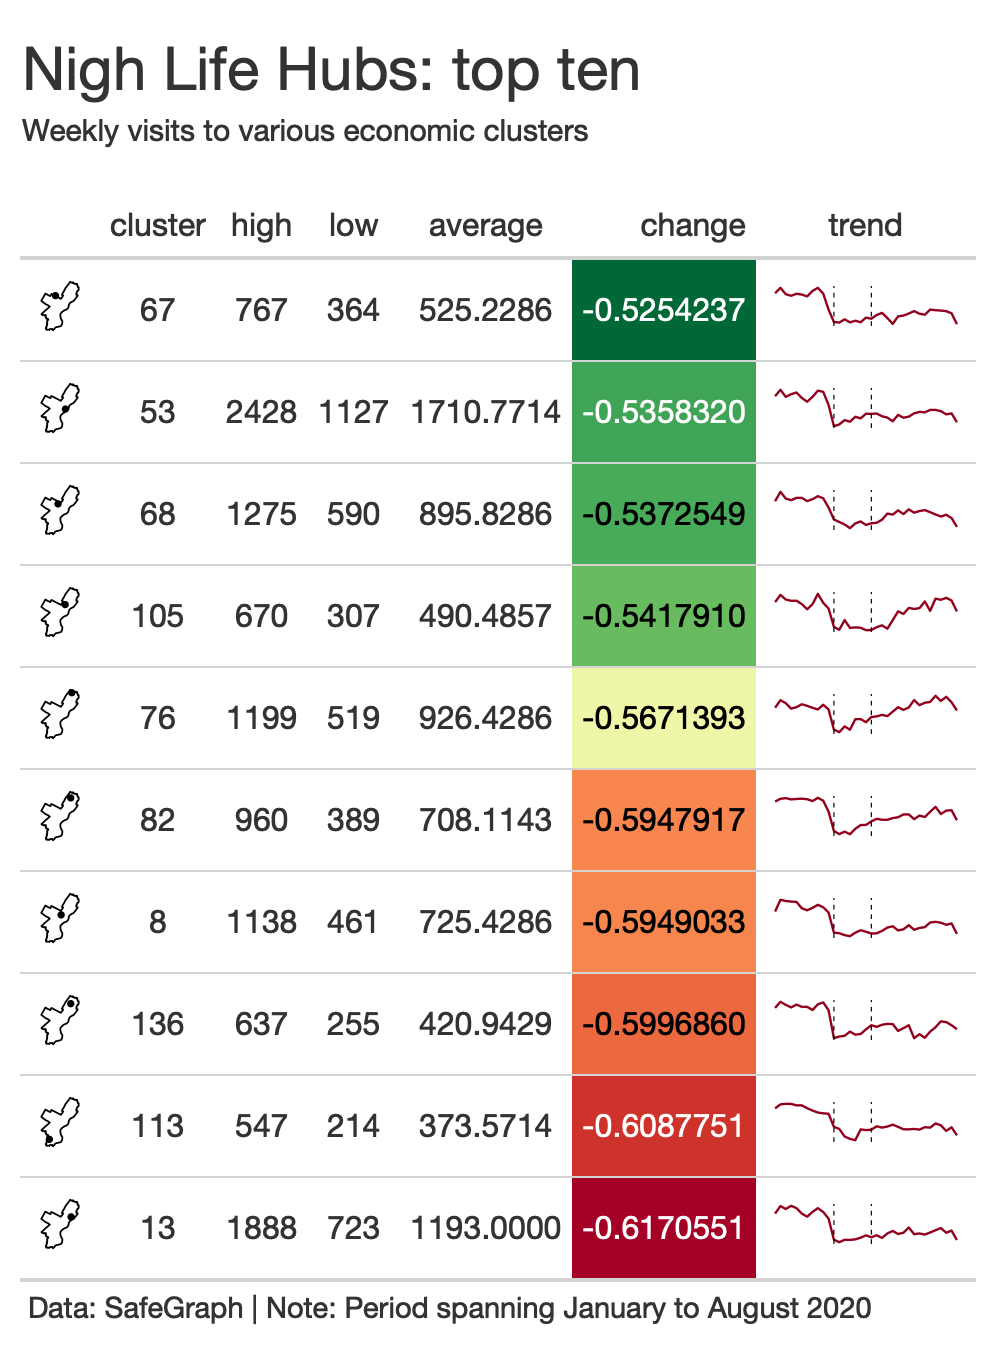 Nigh Life Hubs: top ten
Weekly visits to various economic clusters
cluster high low average change trend
67 767 364 525.2286 -0.5254237
53 2428 1127 1710.7714 -0.5358320
68 1275 590 895.8286 -0.5372549
105 670 307 490.4857 -0.5417910
76 1199 519 926.4286 -0.5671393
82 960 389 708.1143 -0.5947917
8 1138 461 725.4286 -0.5949033
136 637 255 420.9429 -0.5996860
113 547 214 373.5714 -0.6087751
13 1888 723 1193.0000 -0.6170551
Data: SafeGraph | Note: Period spanning January to August 2020